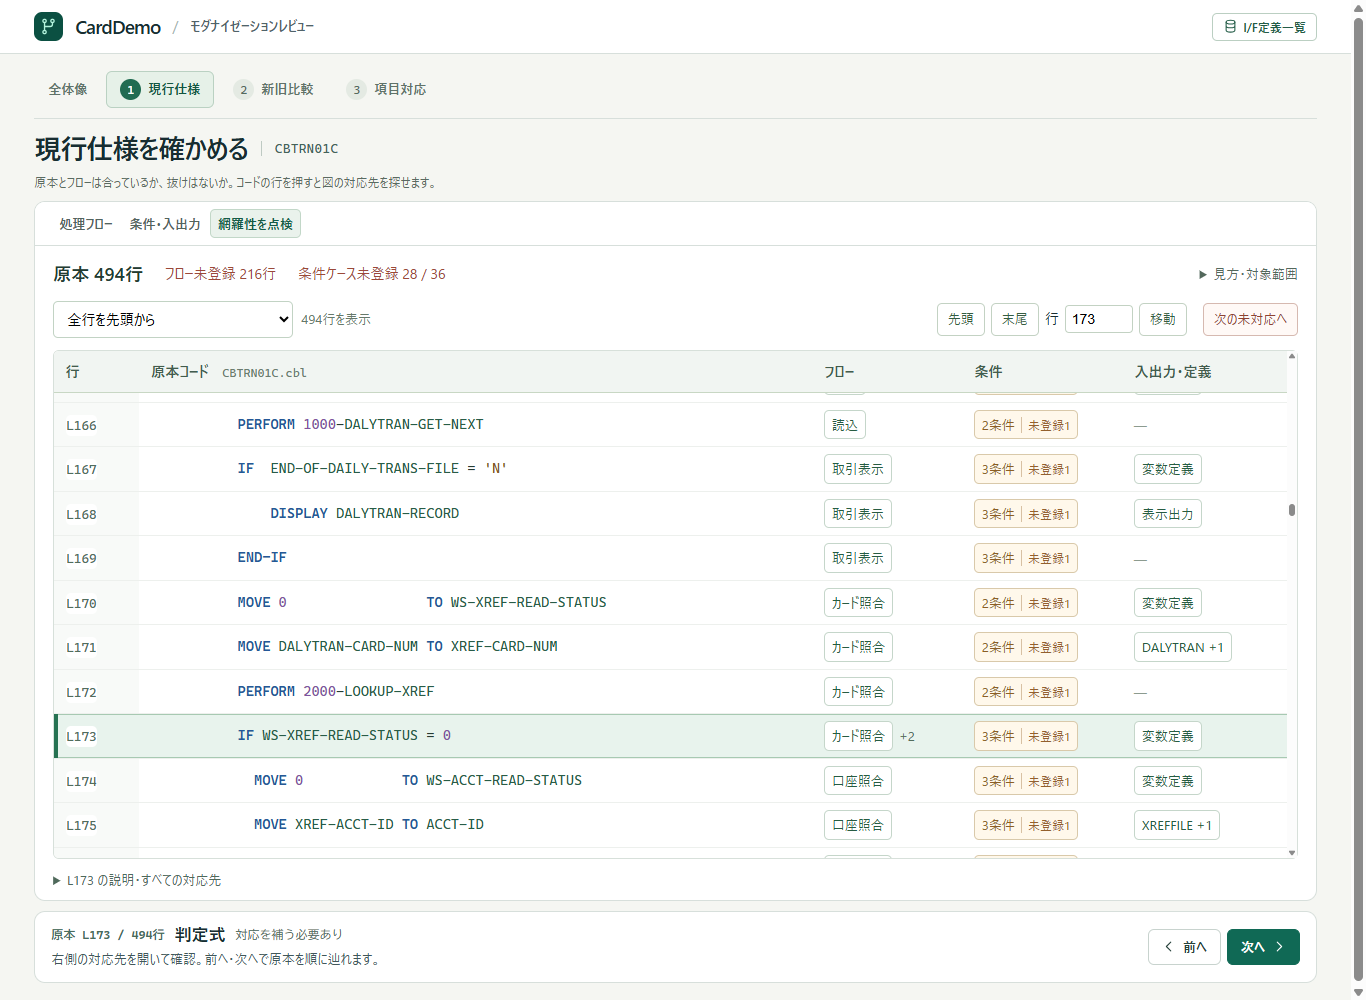 CardDemo / モダナイゼーションレビュー
I/F定義一覧
全体像 1 現行仕様 2 新旧比較 3 項目対応
現行仕様を確かめる CBTRN01C
原本とフローは合っているか、抜けはないか。コードの行を押すと図の対応先を探せます。
処理フロー 条件・入出力 網羅性を点検
原本 494行 フロー未登録 216行 条件ケース未登録 28 / 36 ▶ 見方・対象範囲
全行を先頭から 494行を表示 先頭 末尾 行 173 移動 次の未対応へ
行 原本コード CBTRN01C.cbl フロー 条件 入出力・定義
L166 PERFORM 1000-DALYTRAN-GET-NEXT 読込 2条件 未登録1 —
L167 IF END-OF-DAILY-TRANS-FILE = 'N' 取引表示 3条件 未登録1 変数定義
L168 DISPLAY DALYTRAN-RECORD 取引表示 3条件 未登録1 表示出力
L169 END-IF 取引表示 3条件 未登録1 —
L170 MOVE 0 TO WS-XREF-READ-STATUS カード照合 2条件 未登録1 変数定義
L171 MOVE DALYTRAN-CARD-NUM TO XREF-CARD-NUM カード照合 2条件 未登録1 DALYTRAN +1
L172 PERFORM 2000-LOOKUP-XREF カード照合 2条件 未登録1 —
L173 IF WS-XREF-READ-STATUS = 0 カード照合 +2 3条件 未登録1 変数定義
L174 MOVE 0 TO WS-ACCT-READ-STATUS 口座照合 3条件 未登録1 変数定義
L175 MOVE XREF-ACCT-ID TO ACCT-ID 口座照合 3条件 未登録1 XREFFILE +1
▶ L173 の説明・すべての対応先
原本 L173 / 494行 判定式 対応を補う必要あり
右側の対応先を開いて確認。前へ・次へで原本を順に辿れます。
前へ 次へ